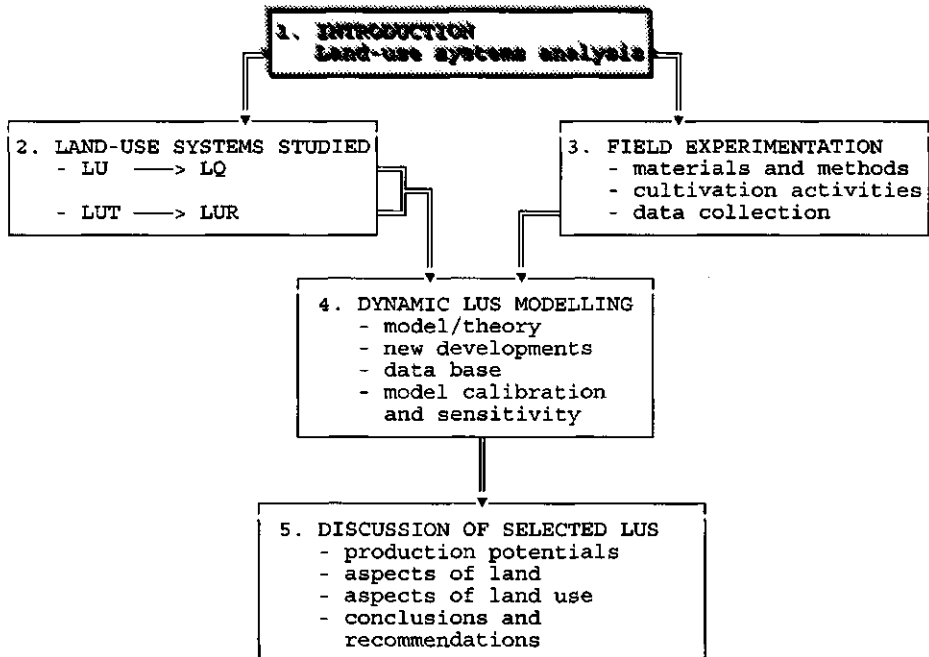 1. INTRODUCTION
Land-use systems analysis
2. LAND-USE SYSTEMS STUDIED
- LU ——> LQ
- LUT ——> LUR
3. FIELD EXPERIMENTATION
- materials and methods
- cultivation activities
- data collection
4. DYNAMIC LUS MODELLING
- model/theory
- new developments
- data base
- model calibration
and sensitivity
5. DISCUSSION OF SELECTED LUS
- production potentials
- aspects of land
- aspects of land use
- conclusions and
recommendations